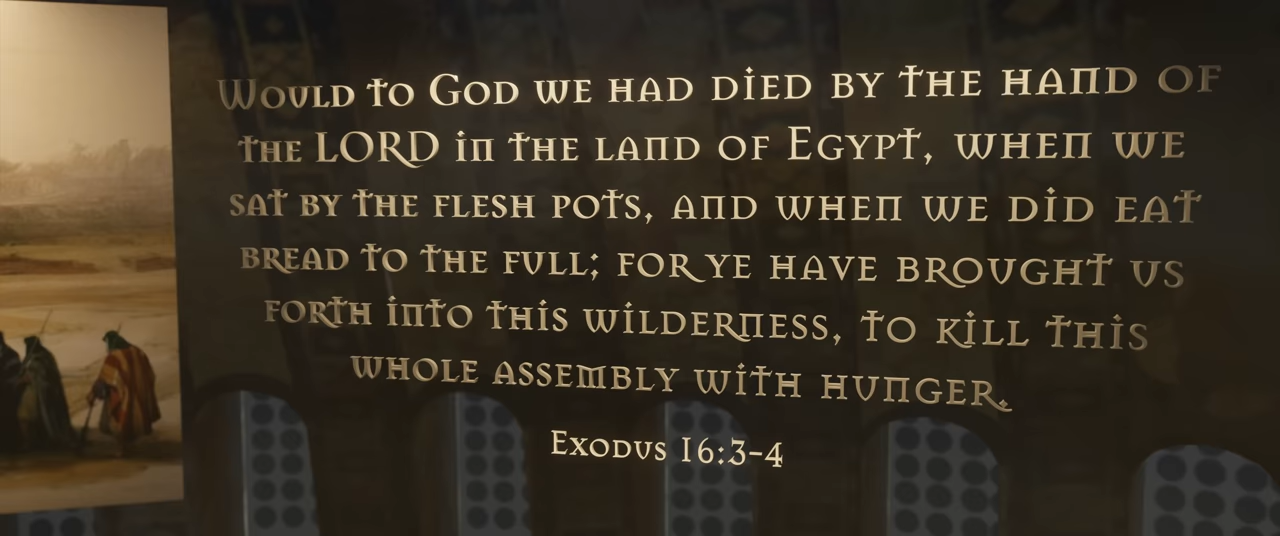 Would to God we had died by the hand of
the LORD in the land of Egypt, when we
sat by the flesh pots, and when we did eat
bread to the full; for ye have brought us
forth into this wilderness, to kill this
whole assembly with hunger.
Exodus 16:3-4